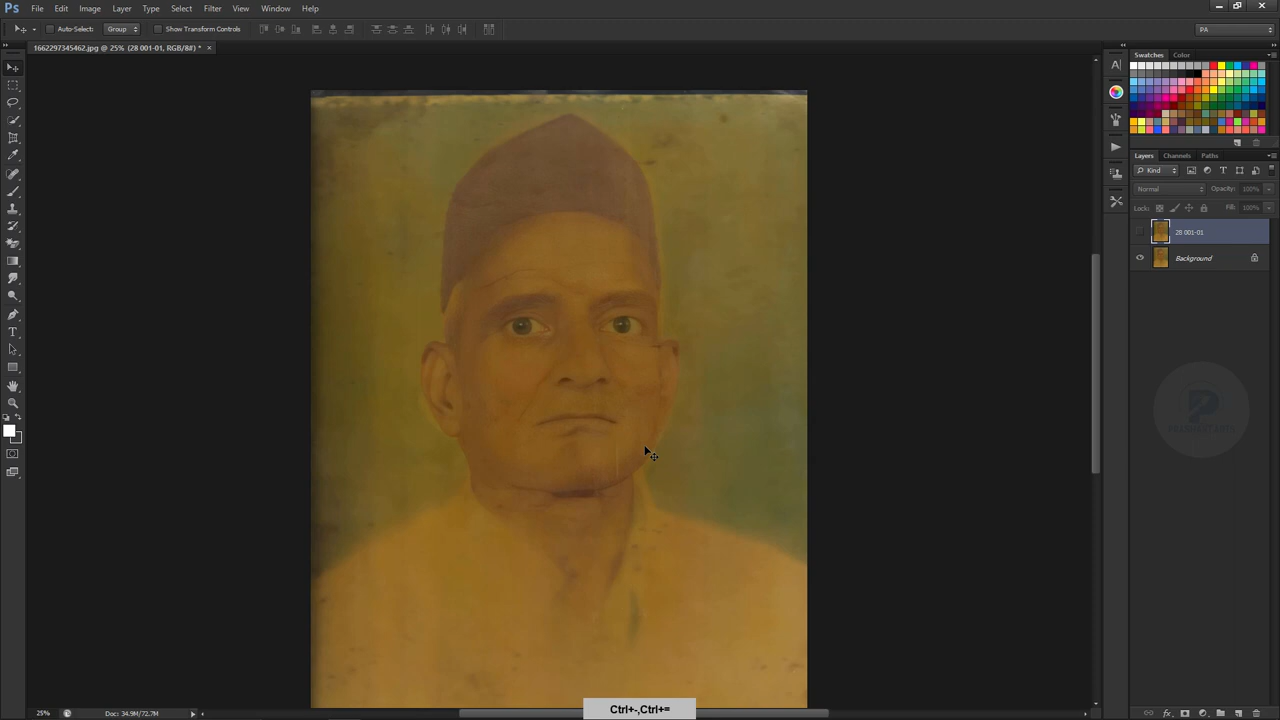 Ps File Edit Image Layer Type Select Filter View Window Help
Auto-Select: Group Show Transform Controls PA
1662297345462.jpg @ 25% (28 001-01, RGB/8#) * ×
Swatches Color
Layers Channels Paths
Kind
Normal Opacity: 100%
Lock: Fill: 100%
28 001-01
Background
25% Doc: 34.9M/72.7M
Ctrl+-,Ctrl+=